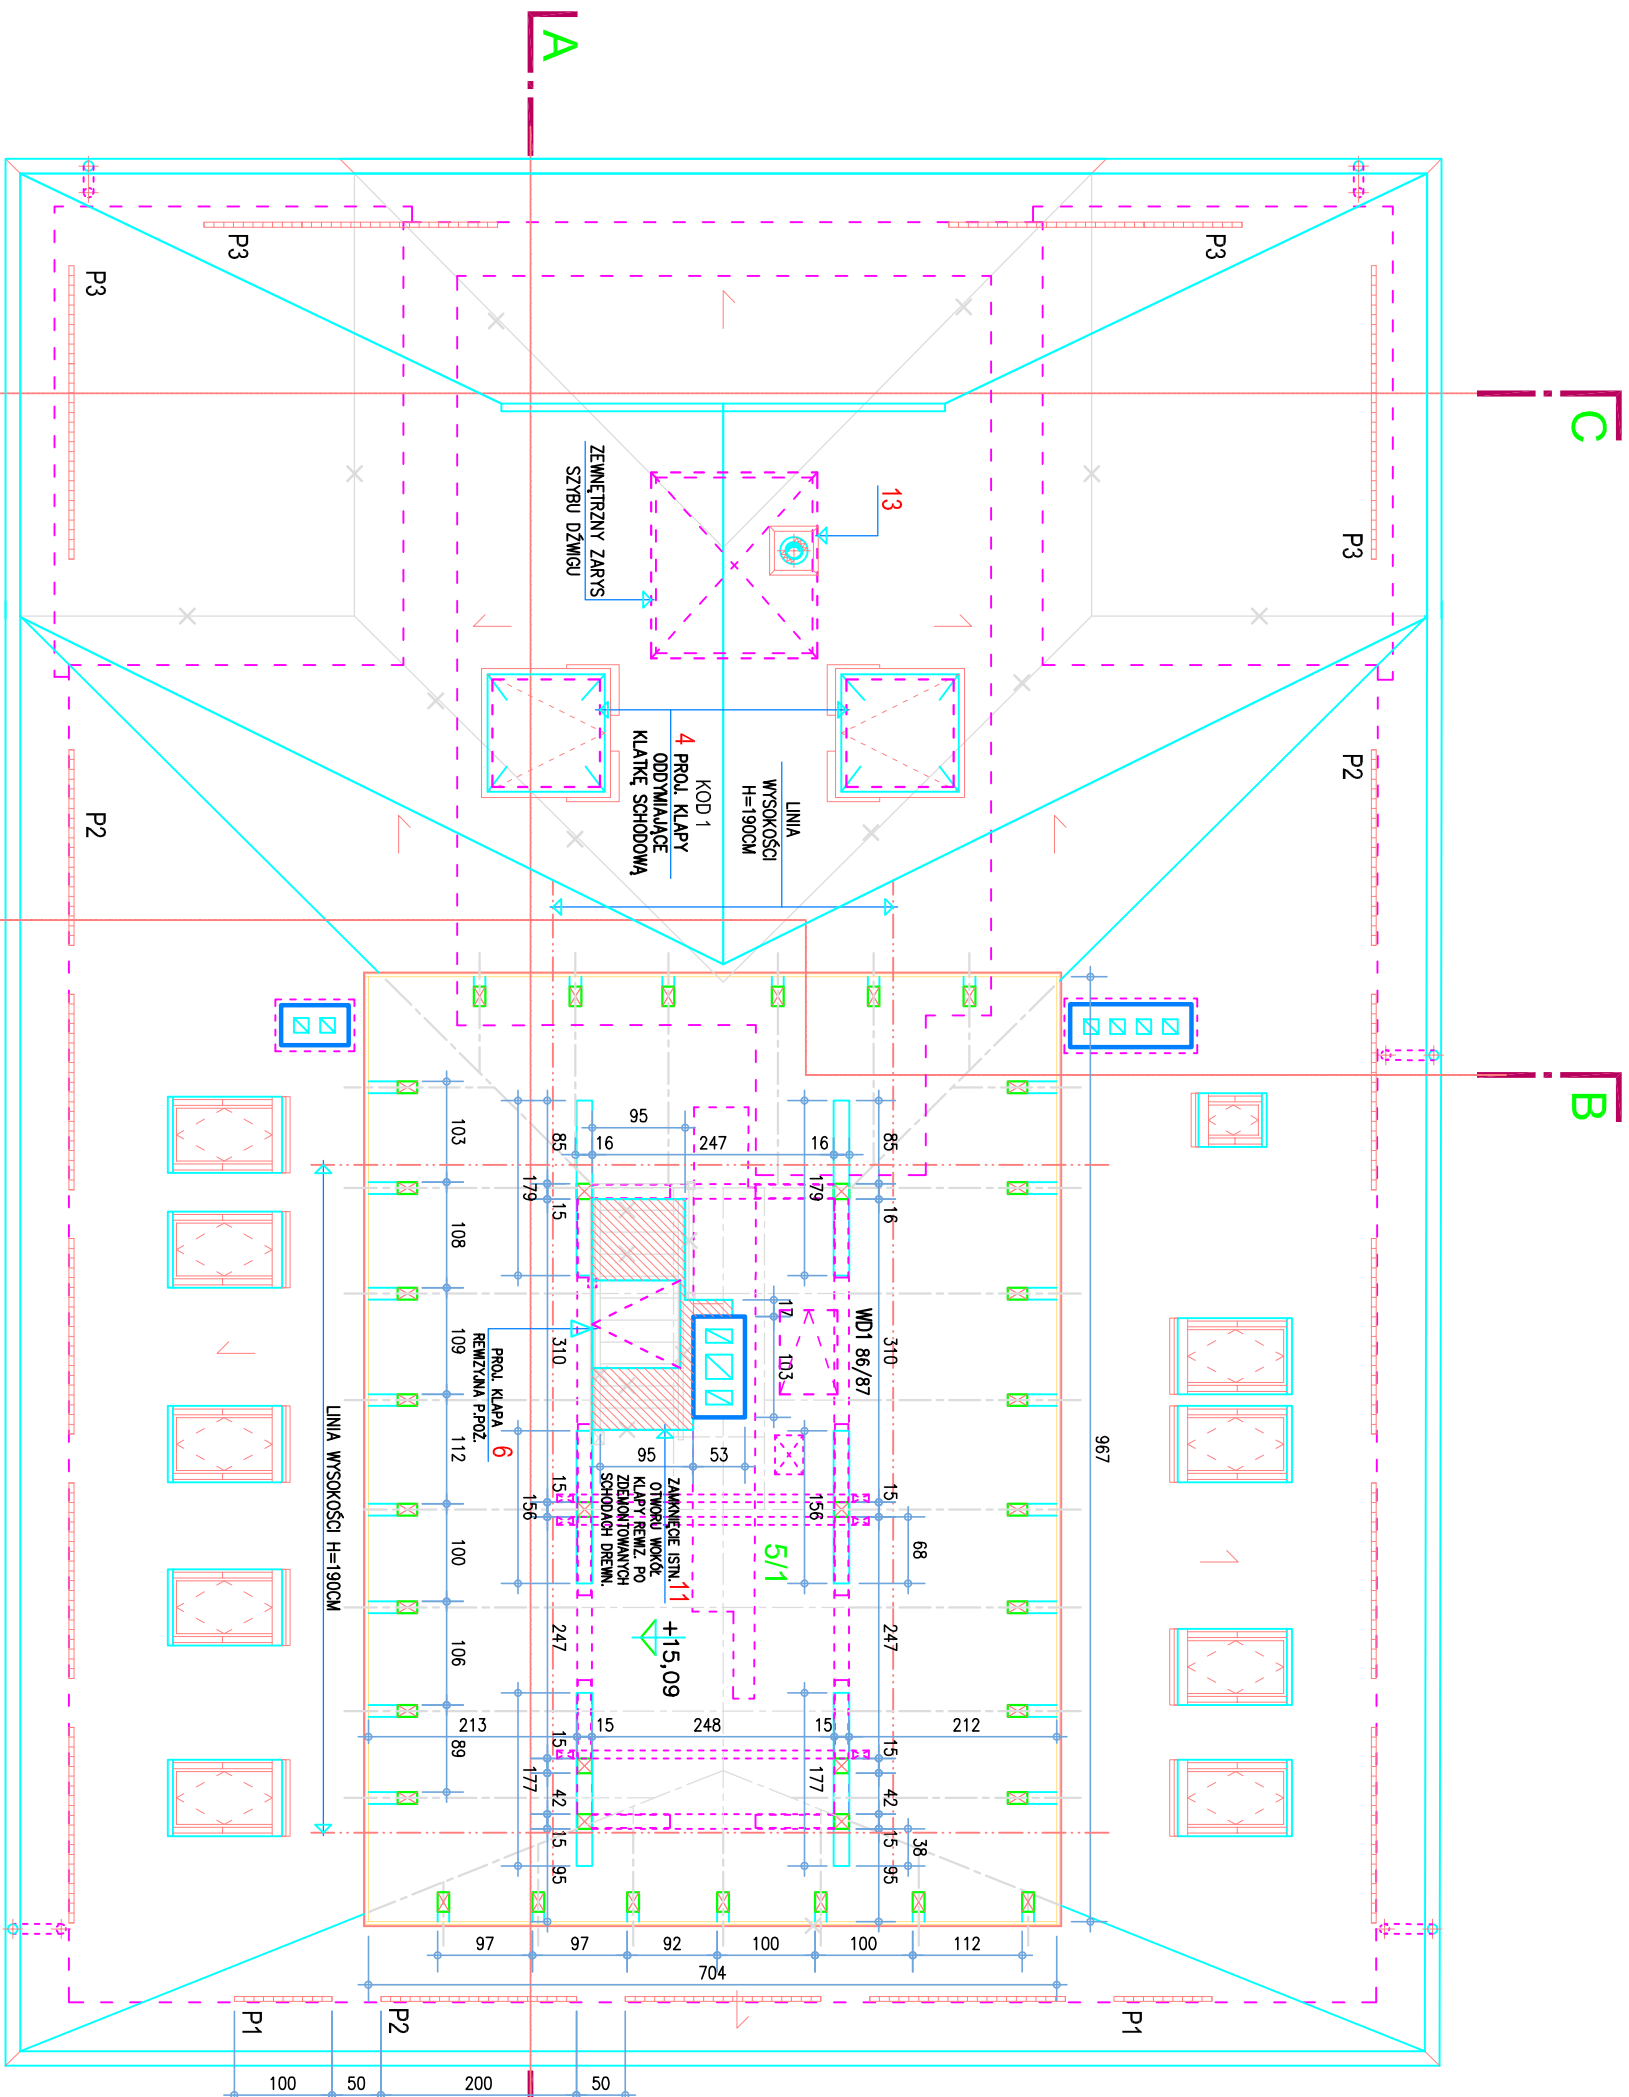 A
C
B
P3
P3
P3
P3
P2
P2
13
ZEWNĘTRZNY ZARYS
SZYBU DŹWIGU
KOD 1
4 PROJ. KLAPY
ODDYMIAJĄCE
KLATKĘ SCHODOWĄ
LINIA
WYSOKOŚCI
H=190CM
967
103
108
109
112
100
106
89
95
85
16
247
16
85
179
15
179
16
310
310
17
103
WD1 86/87
PROJ. KLAPA
REWIZYJNA P.POŻ.
6
95
53
ZAMKNIĘCIE ISTN.
OTWORU WOKÓŁ
KLAPY REWIZ. PO
ZDEMONTOWANYCH
SCHODACH DREWN.
11
15
156
156
15
68
5/1
+15,09
247
247
LINIA WYSOKOŚCI H=190CM
213
15
248
15
212
15
177
42
15
95
177
15
42
15
38
95
97
97
92
100
100
112
704
P1
P2
P1
100
50
200
50